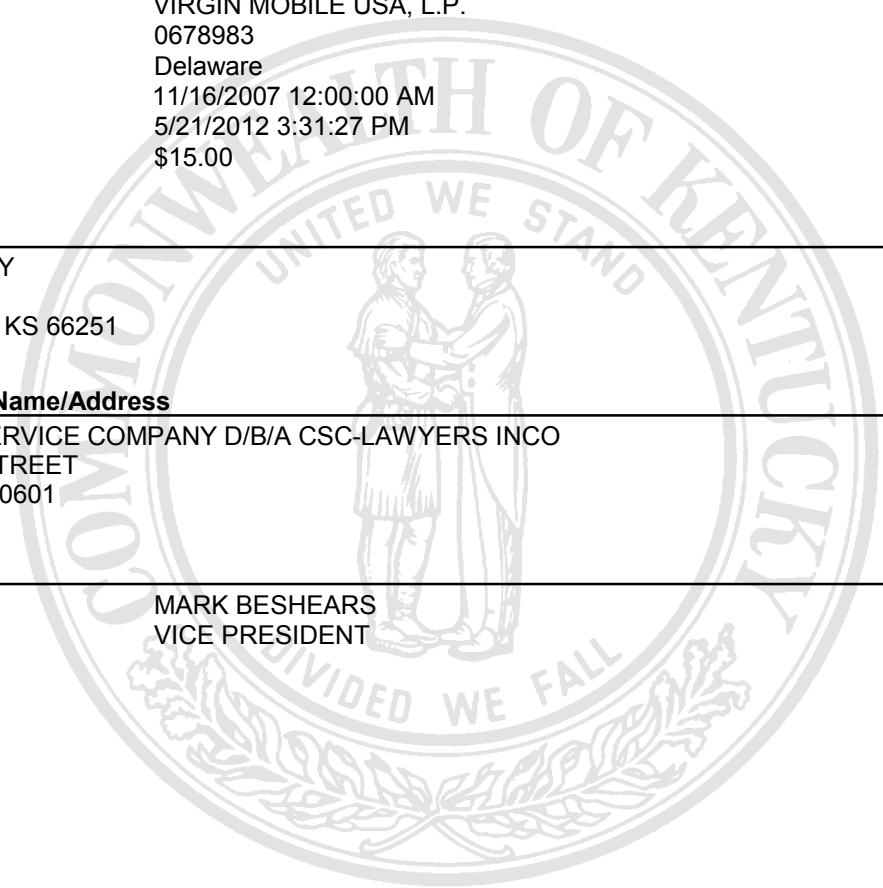 VIRGIN MOBILE USA, L.P.
0678983
Delaware
11/16/2007 12:00:00 AM
5/21/2012 3:31:27 PM
$15.00
Y
KS 66251
Name/Address
ERVICE COMPANY D/B/A CSC-LAWYERS INCO
TREET
0601
MARK BESHEARS
VICE PRESIDENT
COMMONWEALTH OF KENTUCKY
UNITED WE STAND
DIVIDED WE FALL